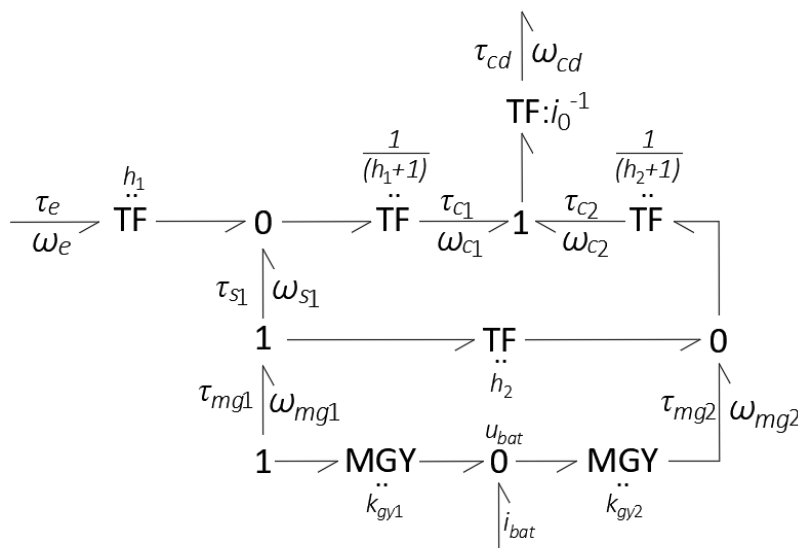 τcd ωcd
TF:i₀⁻¹
h₁ 1/(h₁+1) 1/(h₂+1)
τe TF 0 TF τc1 1 τc2 TF
ωe ωc1 ωc2
τs1 ωs1
1 TF 0
h₂
τmg1 ωmg1 τmg2 ωmg2
ubat
1 MGY 0 MGY
kgy1 ibat kgy2